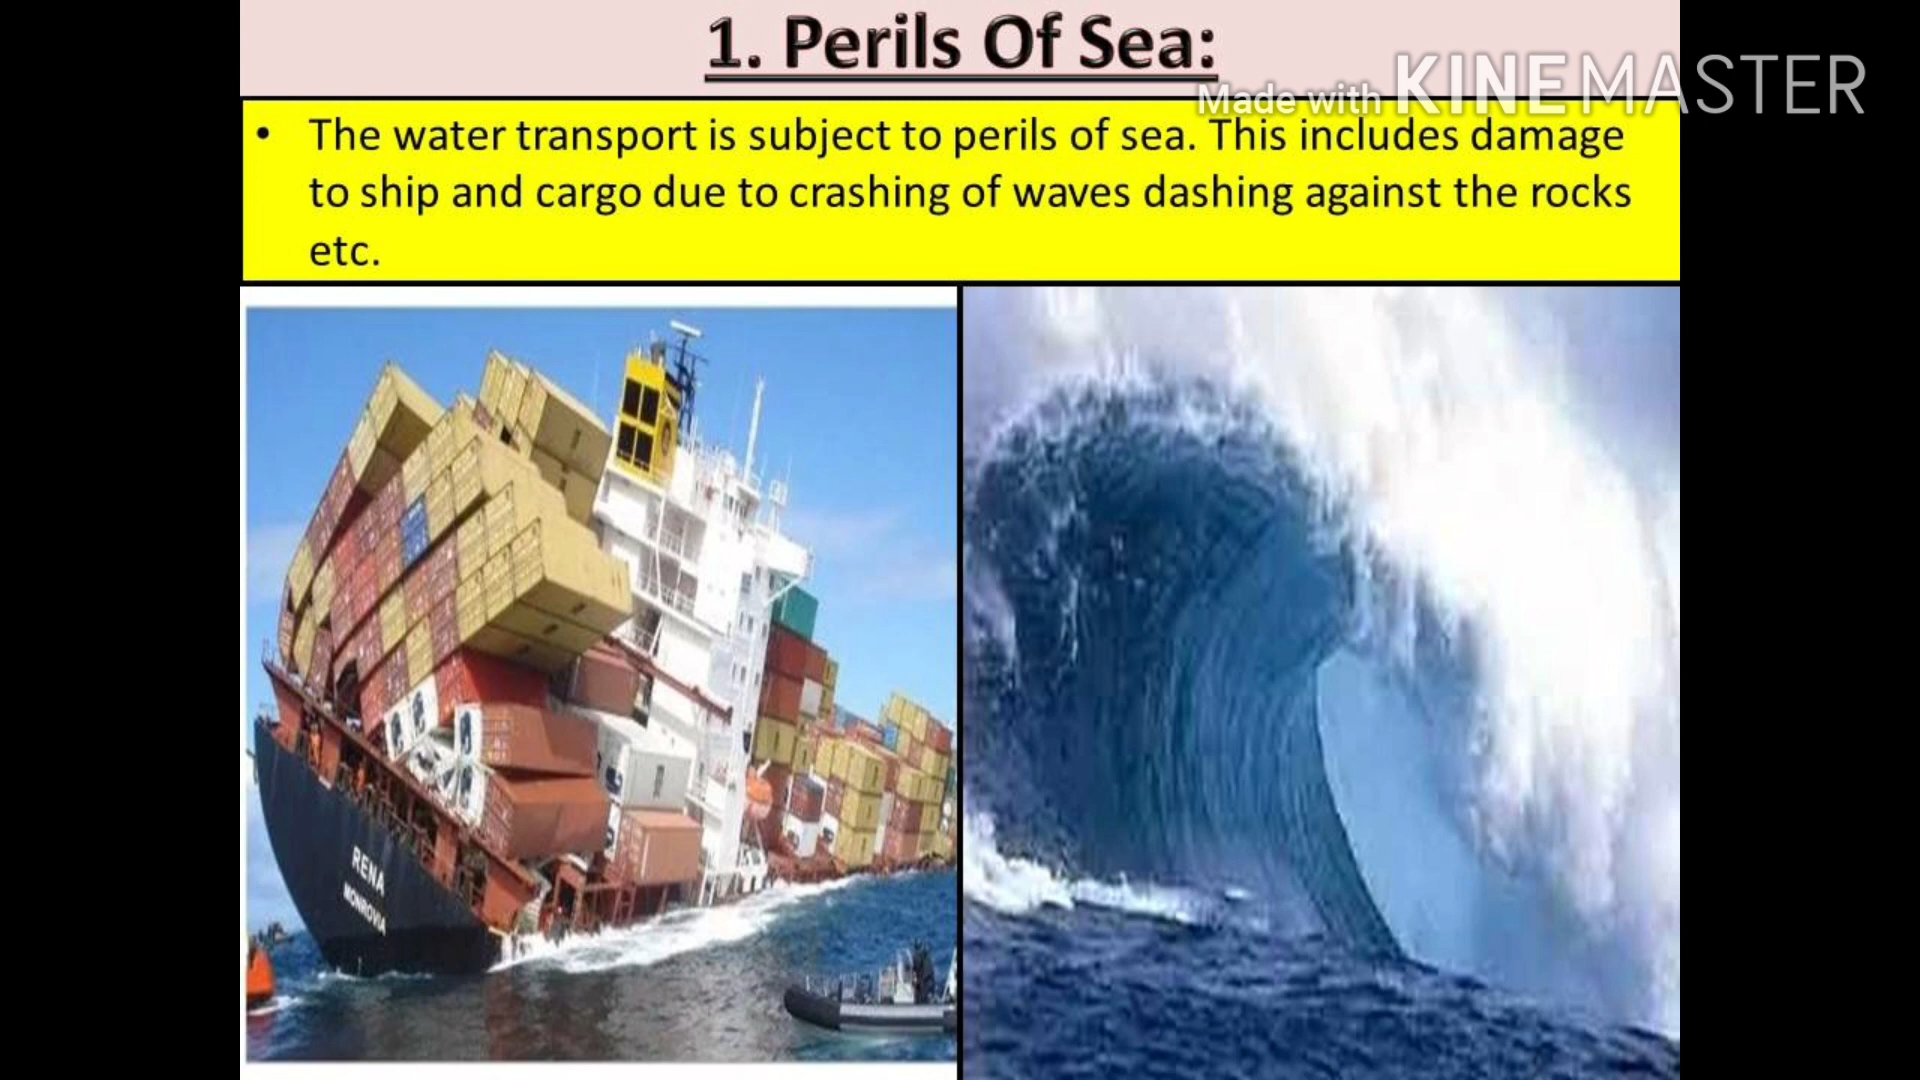 1. Perils Of Sea:
Made with KINEMASTER
• The water transport is subject to perils of sea. This includes damage
to ship and cargo due to crashing of waves dashing against the rocks
etc.
RENA
MONROVIA